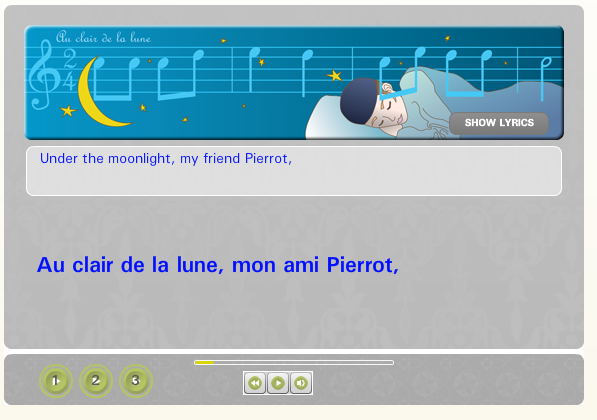 Au clair de la lune
2
4
SHOW LYRICS
Under the moonlight, my friend Pierrot,
Au clair de la lune, mon ami Pierrot,
1 2 3